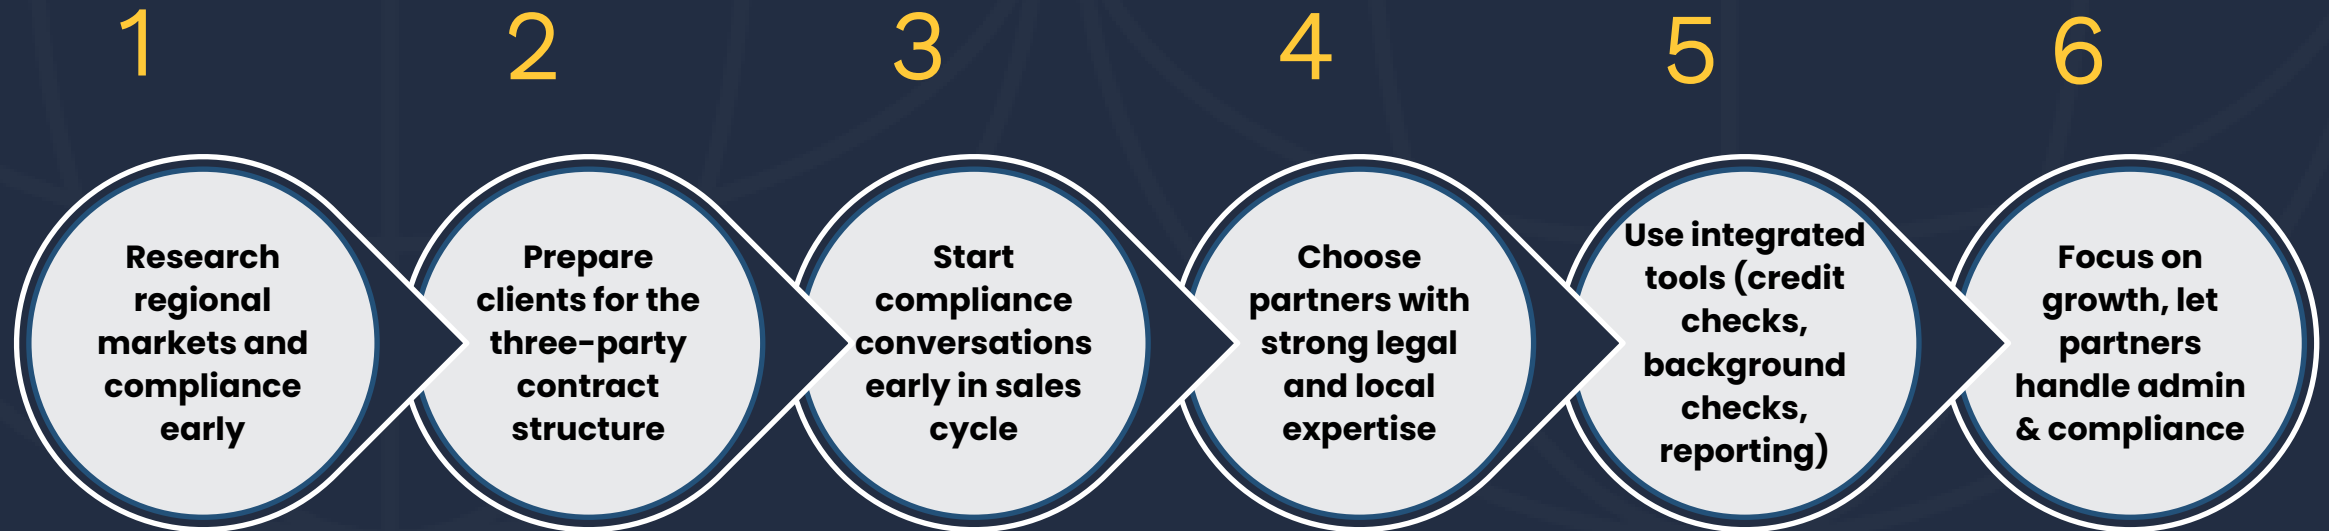 1
2
3
4
5
6
Research
regional
markets and
compliance
early
Prepare
clients for the
three-party
contract
structure
Start
compliance
conversations
early in sales
cycle
Choose
partners with
strong legal
and local
expertise
Use integrated
tools (credit
checks,
background
checks,
reporting)
Focus on
growth, let
partners
handle admin
& compliance